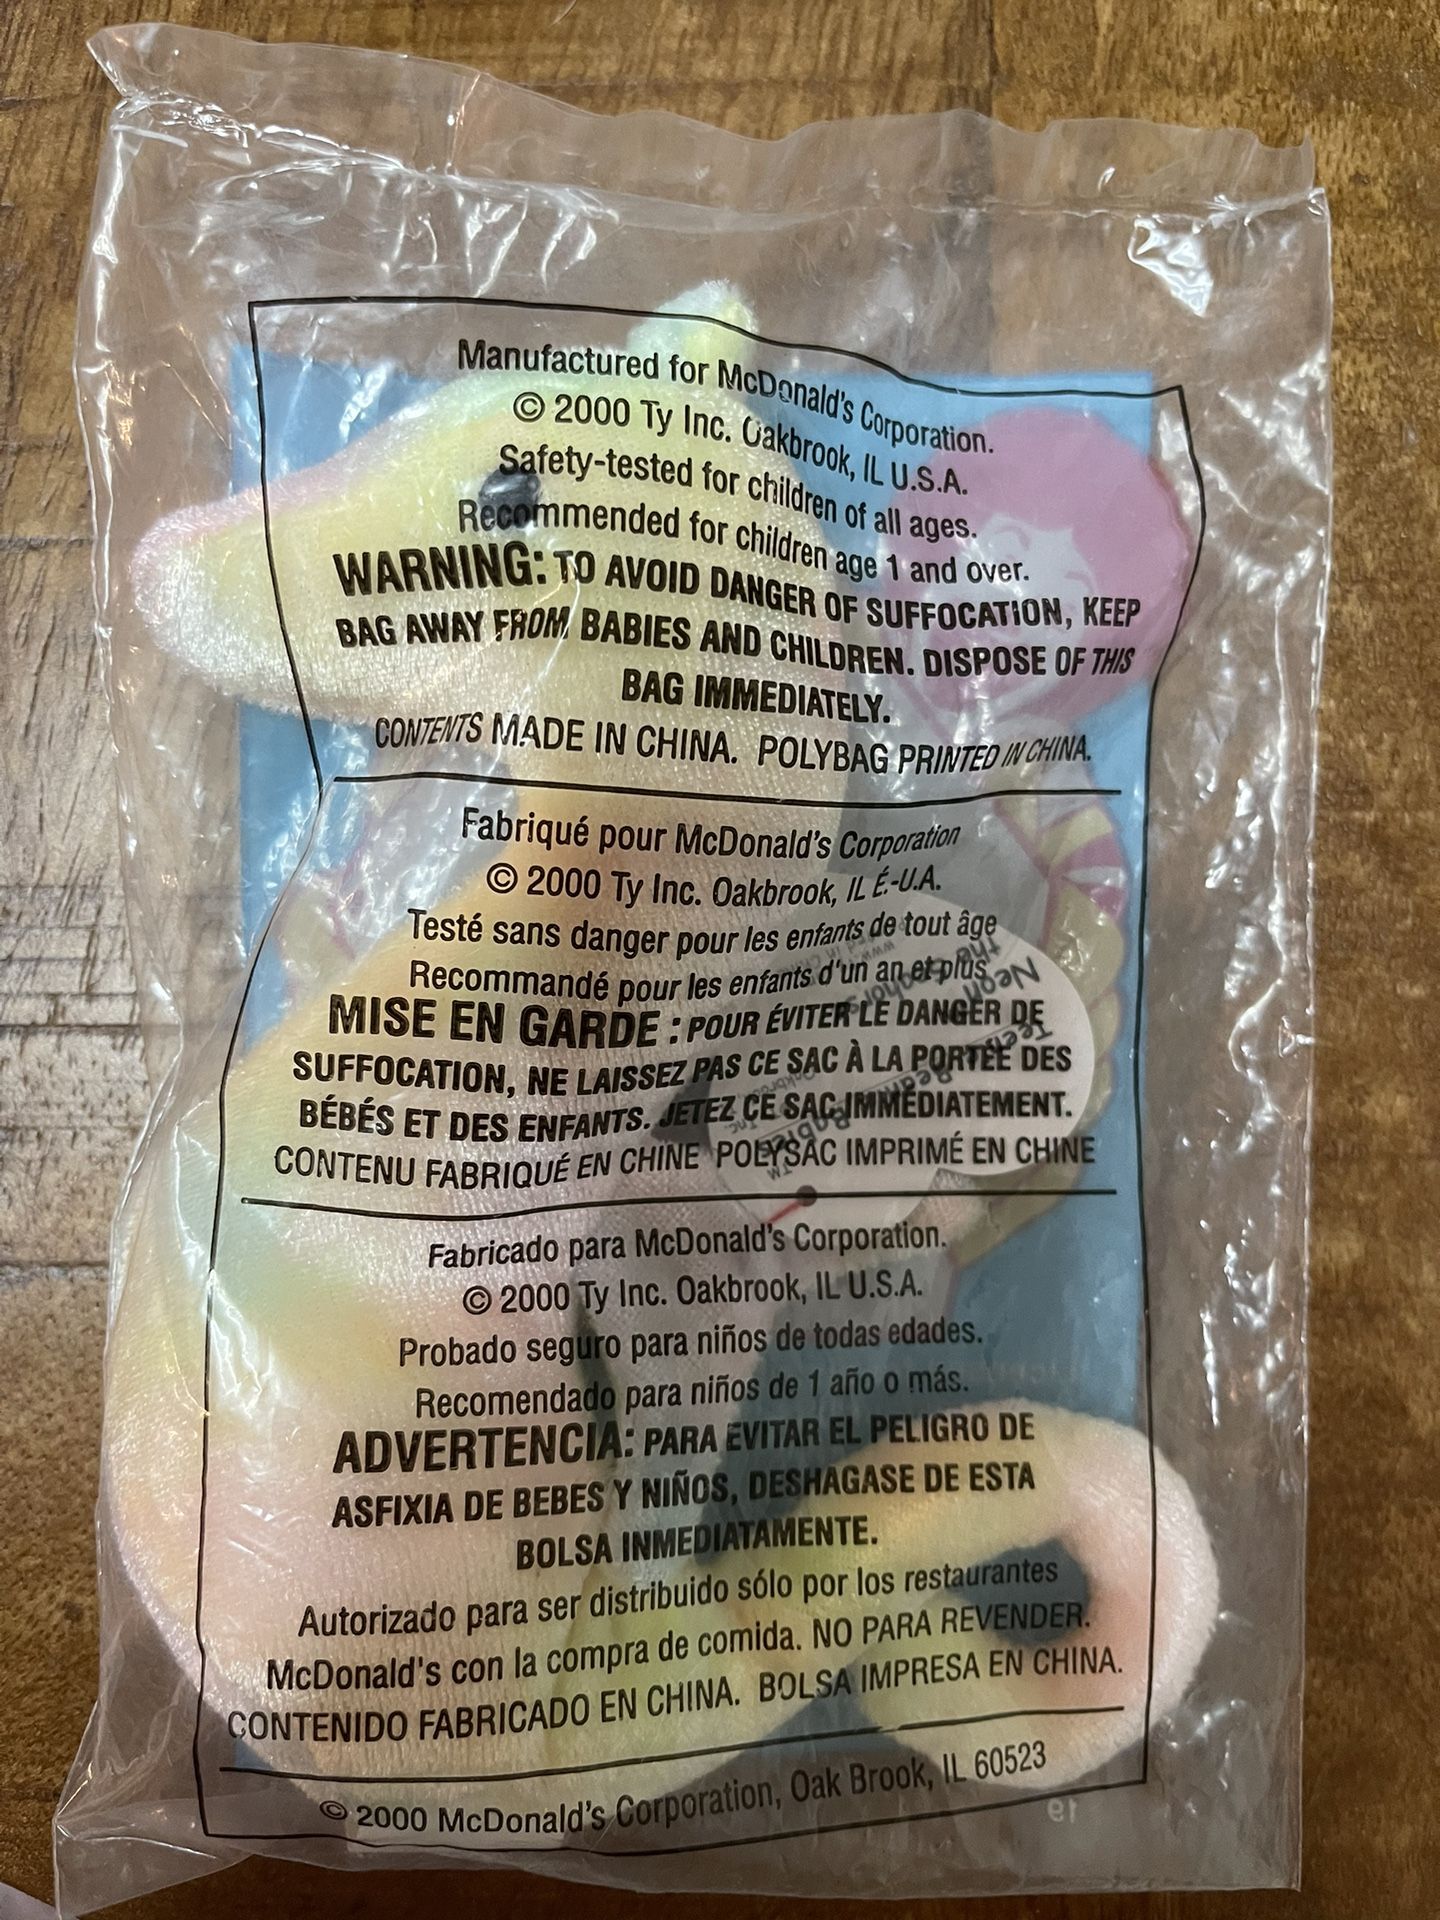 Manufactured for McDonald's Corporation.
© 2000 Ty Inc. Oakbrook, IL U.S.A.
Safety-tested for children of all ages.
Recommended for children age 1 and over.
WARNING: TO AVOID DANGER OF SUFFOCATION, KEEP
BAG AWAY FROM BABIES AND CHILDREN. DISPOSE OF THIS
BAG IMMEDIATELY.
CONTENTS MADE IN CHINA. POLYBAG PRINTED IN CHINA.
Fabriqué pour McDonald's Corporation
© 2000 Ty Inc. Oakbrook, IL É.-U.A.
Testé sans danger pour les enfants de tout âge
Recommandé pour les enfants d'un an et plus
MISE EN GARDE : POUR ÉVITER LE DANGER DE
SUFFOCATION, NE LAISSEZ PAS CE SAC À LA PORTÉE DES
BÉBÉS ET DES ENFANTS. JETEZ CE SAC IMMÉDIATEMENT.
CONTENU FABRIQUÉ EN CHINE POLYSAC IMPRIMÉ EN CHINE
Fabricado para McDonald's Corporation.
© 2000 Ty Inc. Oakbrook, IL U.S.A.
Probado seguro para niños de todas edades.
Recomendado para niños de 1 año o más.
ADVERTENCIA: PARA EVITAR EL PELIGRO DE
ASFIXIA DE BEBES Y NIÑOS, DESHAGASE DE ESTA
BOLSA INMEDIATAMENTE.
Autorizado para ser distribuido sólo por los restaurantes
McDonald's con la compra de comida. NO PARA REVENDER.
CONTENIDO FABRICADO EN CHINA. BOLSA IMPRESA EN CHINA.
© 2000 McDonald's Corporation, Oak Brook, IL 60523
Neon
the
Teenie Beanie
Babies™
19